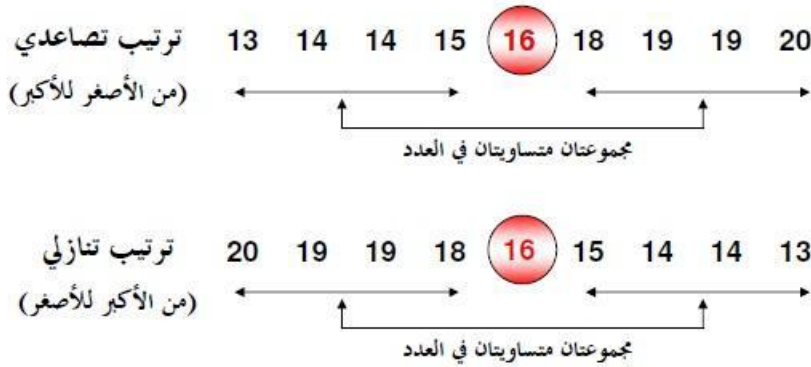 ترتيب تصاعدي 13 14 14 15 16 18 19 19 20
(من الأصغر للأكبر)
مجموعتان متساويتان في العدد
ترتيب تنازلي 20 19 19 18 16 15 14 14 13
(من الأكبر للأصغر)
مجموعتان متساويتان في العدد